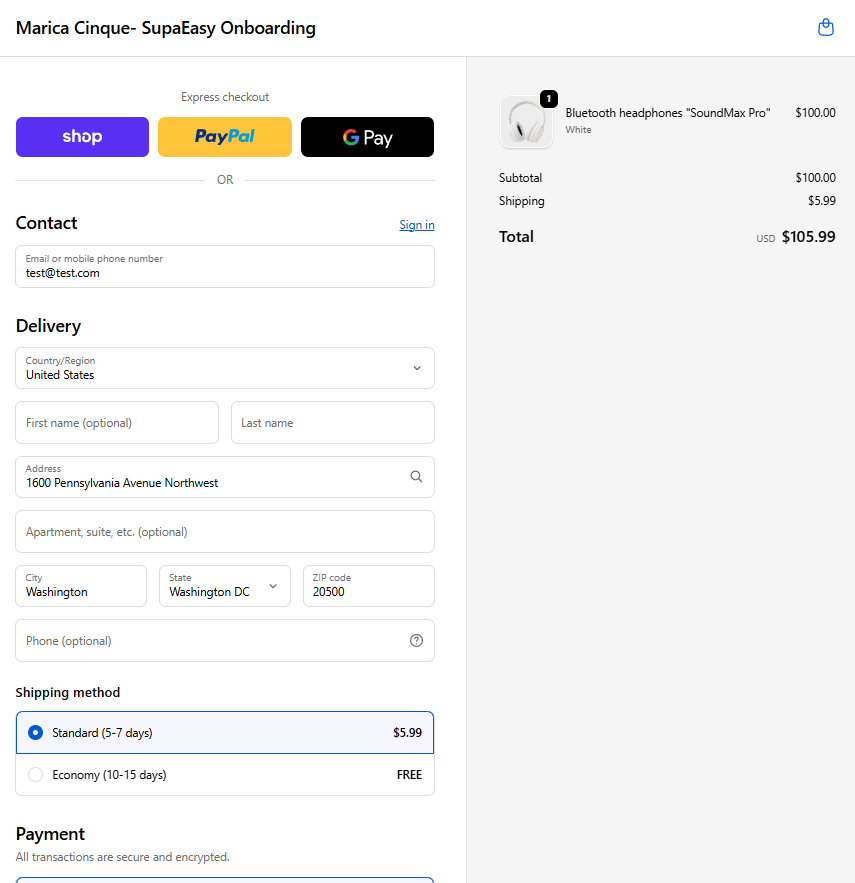 Marica Cinque- SupaEasy Onboarding
Express checkout
shop
PayPal
G Pay
OR
Contact
Sign in
Email or mobile phone number
test@test.com
Delivery
Country/Region
United States
First name (optional)
Last name
Address
1600 Pennsylvania Avenue Northwest
Apartment, suite, etc. (optional)
City
Washington
State
Washington DC
ZIP code
20500
Phone (optional)
Shipping method
Standard (5-7 days) $5.99
Economy (10-15 days) FREE
Payment
All transactions are secure and encrypted.
1
Bluetooth headphones "SoundMax Pro" $100.00
White
Subtotal $100.00
Shipping $5.99
Total USD $105.99